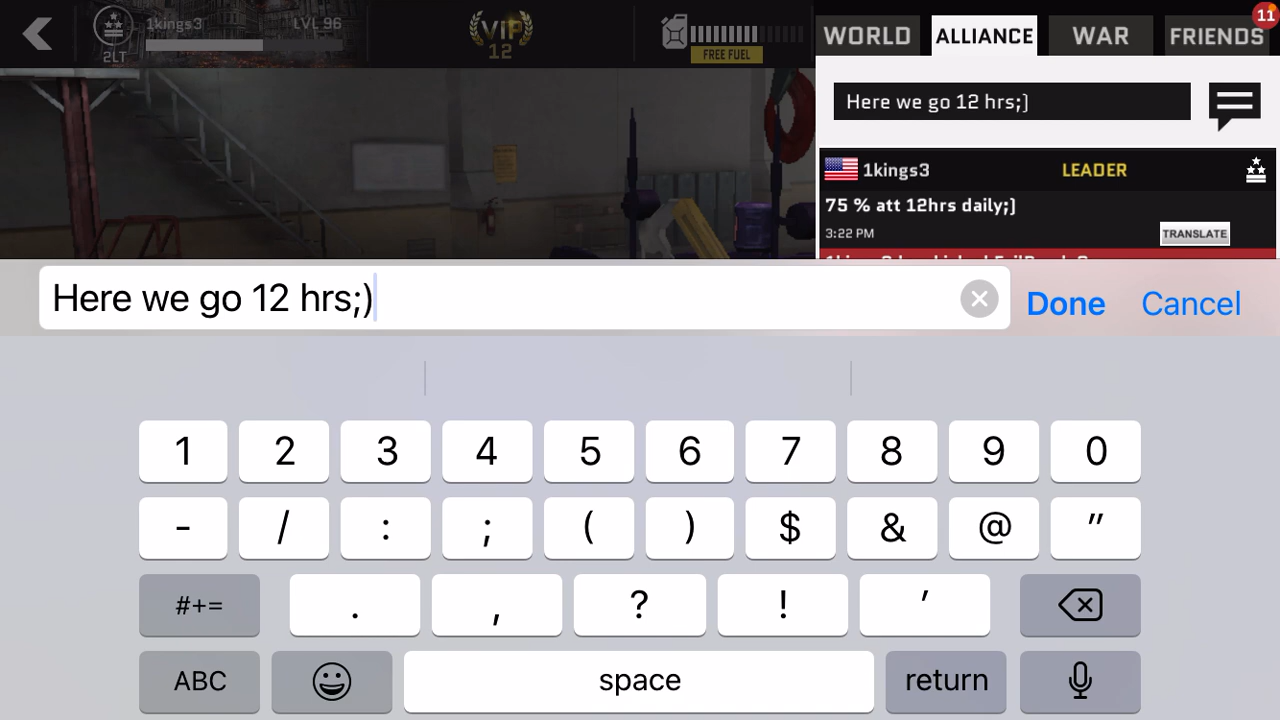 1kings3
LVL 96
2LT
VIP
12
FREE FUEL
WORLD
ALLIANCE
WAR
FRIENDS
11
Here we go 12 hrs;)
1kings3
LEADER
75 % att 12hrs daily;)
3:22 PM
TRANSLATE
Here we go 12 hrs;)
Done
Cancel
1 2 3 4 5 6 7 8 9 0
- / : ; ( ) $ & @ "
#+= . , ? ! '
ABC space return